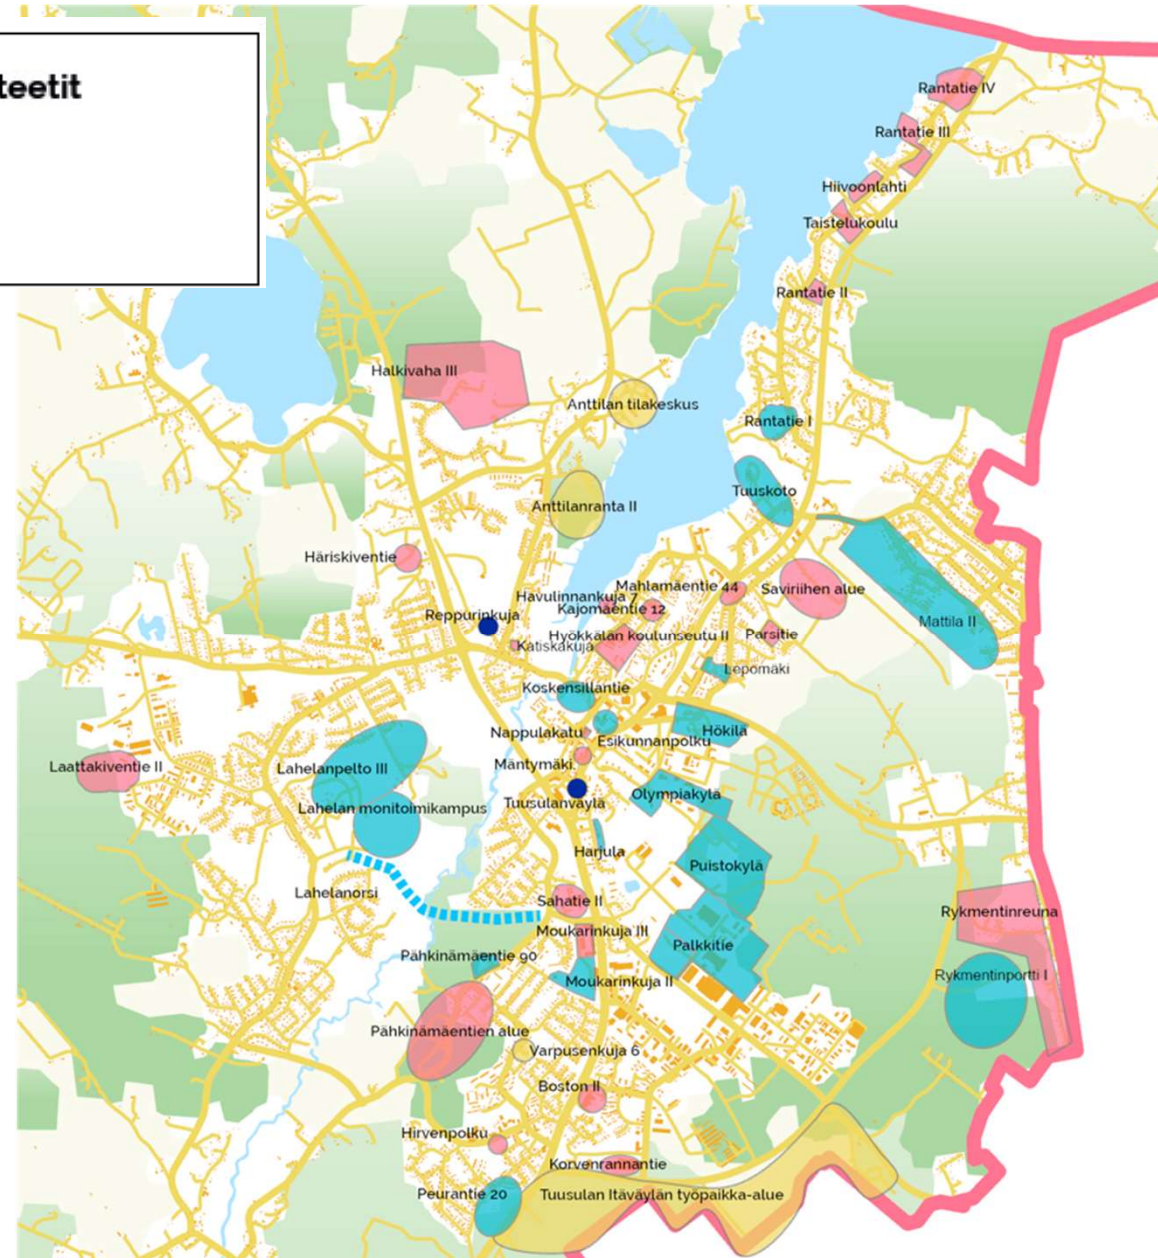 teetit
Rantatie IV
Rantatie III
Hiivoonlahti
Taistelukoulu
Rantatie II
Halkivaha III
Anttilan tilakeskus
Rantatie I
Tuuskoto
Anttilanranta II
Häriskiventie
Mahlamäentie 44
Saviriihen alue
Havulinnankuja 7
Kajomäentie 12
Reppurinkuja
Mattila II
Hyökkälän koulunseutu II
Parsitie
Katiskakuja
Lepomäki
Koskensillantie
Nappulakatu
Esikunnanpolku
Hökilä
Mäntymäki
Laattakiventie II
Lahelanpelto III
Olympiakylä
Tuusulanväylä
Lahelan monitoimikampus
Harjula
Puistokylä
Lahelanorsi
Sahatie II
Rykmentinreuna
Moukarinkuja III
Palkkitie
Pähkinämäentie 90
Rykmentinportti I
Moukarinkuja II
Pähkinämäentien alue
Varpusenkuja 6
Boston II
Hirvenpolku
Korvenrannantie
Peurantie 20
Tuusulan Itäväylän työpaikka-alue